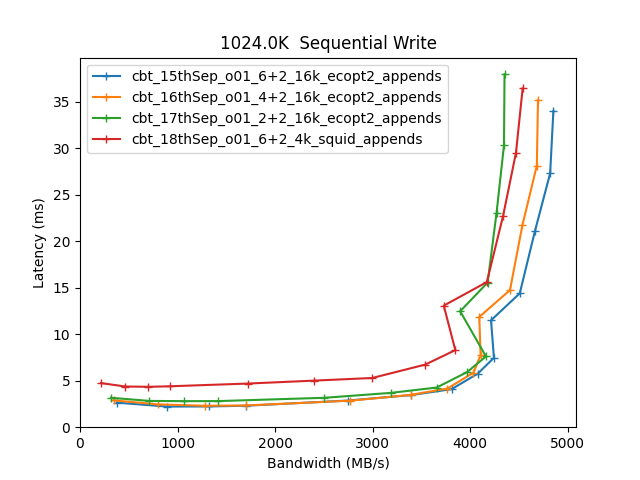 1024.0K  Sequential Write
cbt_15thSep_o01_6+2_16k_ecopt2_appends
cbt_16thSep_o01_4+2_16k_ecopt2_appends
cbt_17thSep_o01_2+2_16k_ecopt2_appends
cbt_18thSep_o01_6+2_4k_squid_appends
Latency (ms)
35
30
25
20
15
10
5
0
0 1000 2000 3000 4000 5000
Bandwidth (MB/s)